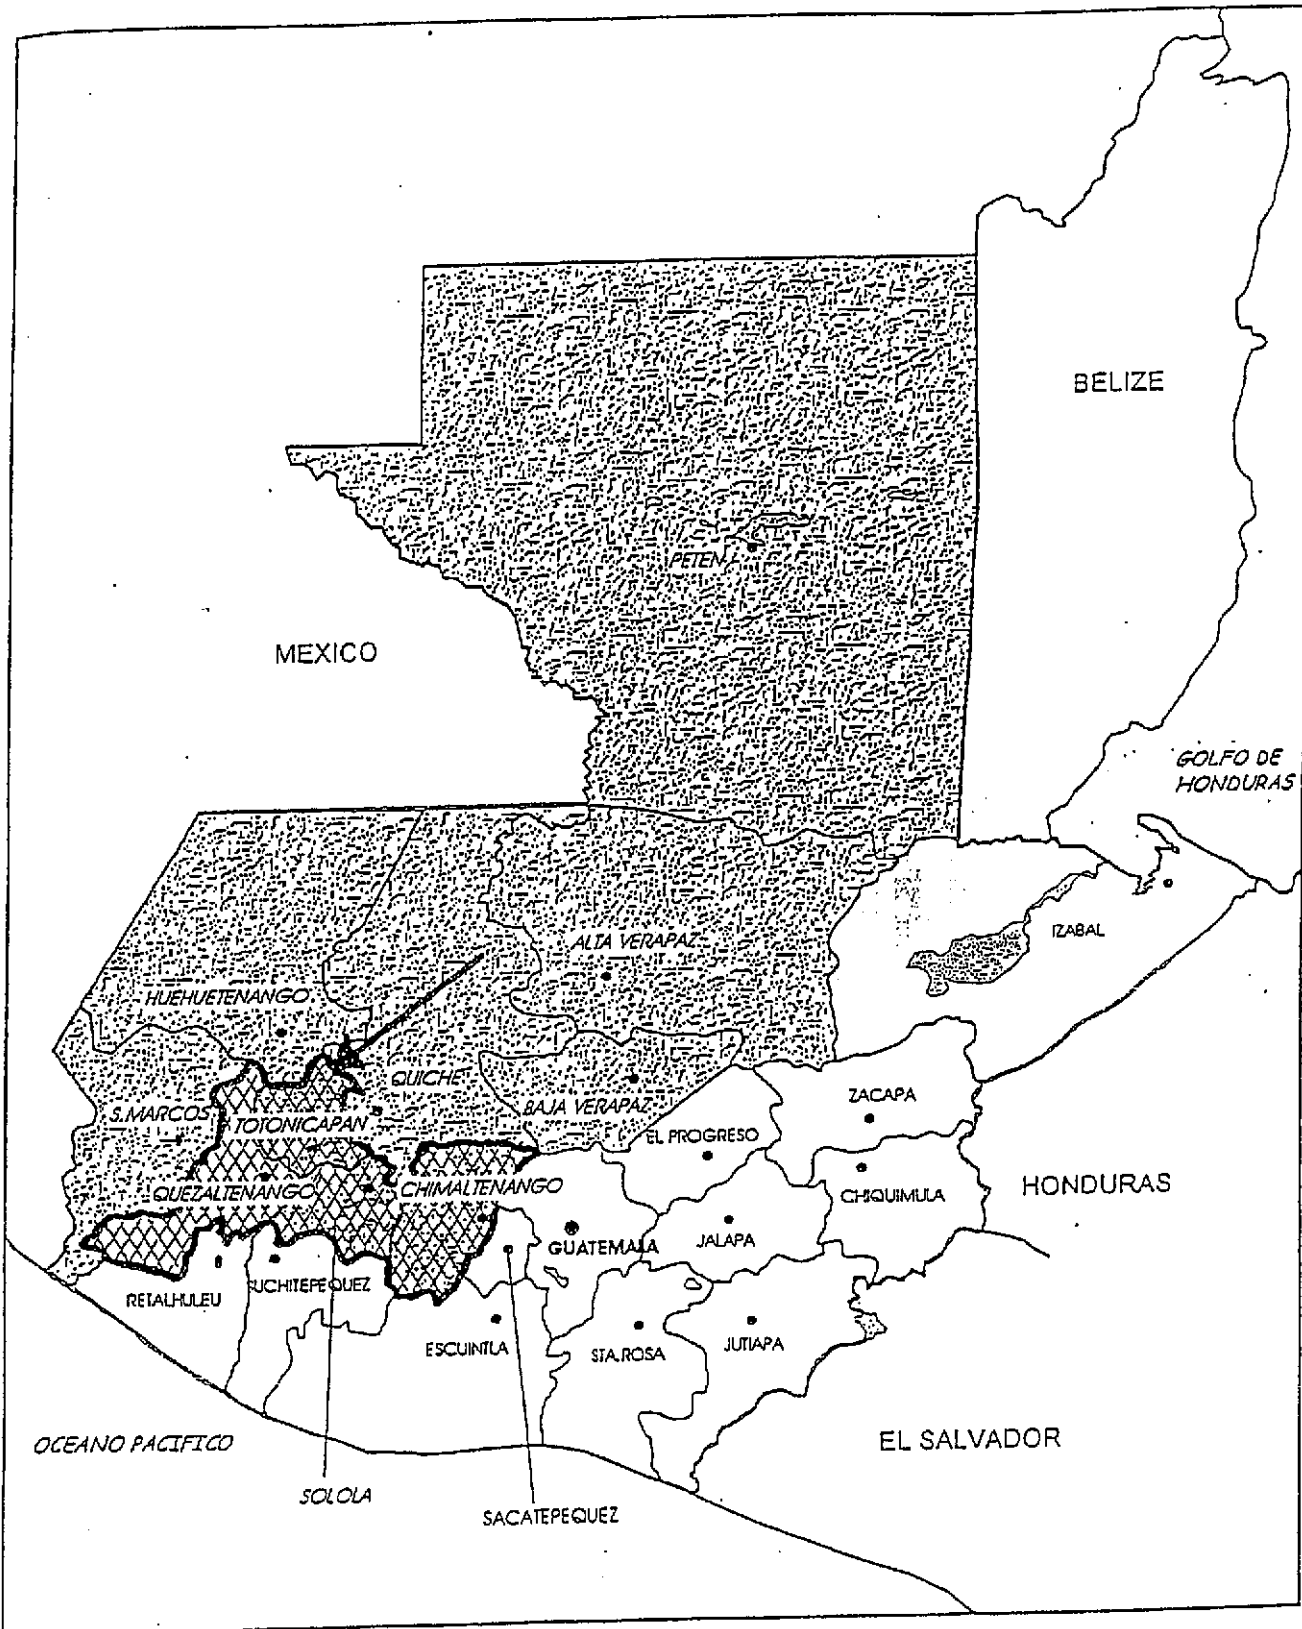 BELIZE
PETEN
MEXICO
GOLFO DE
HONDURAS
IZABAL
ALTA VERAPAZ
HUEHUETENANGO
QUICHE
ZACAPA
S.MARCOS
TOTONICAPAN
BAJA VERAPAZ
EL PROGRESO
QUEZALTENANGO
CHIMALTENANGO
CHIQUIMULA
HONDURAS
GUATEMALA
JALAPA
RETALHULEU
UCHITEPEQUEZ
ESCUINTLA
STA.ROSA
JUTIAPA
OCEANO PACIFICO
EL SALVADOR
SOLOLA
SACATEPEQUEZ